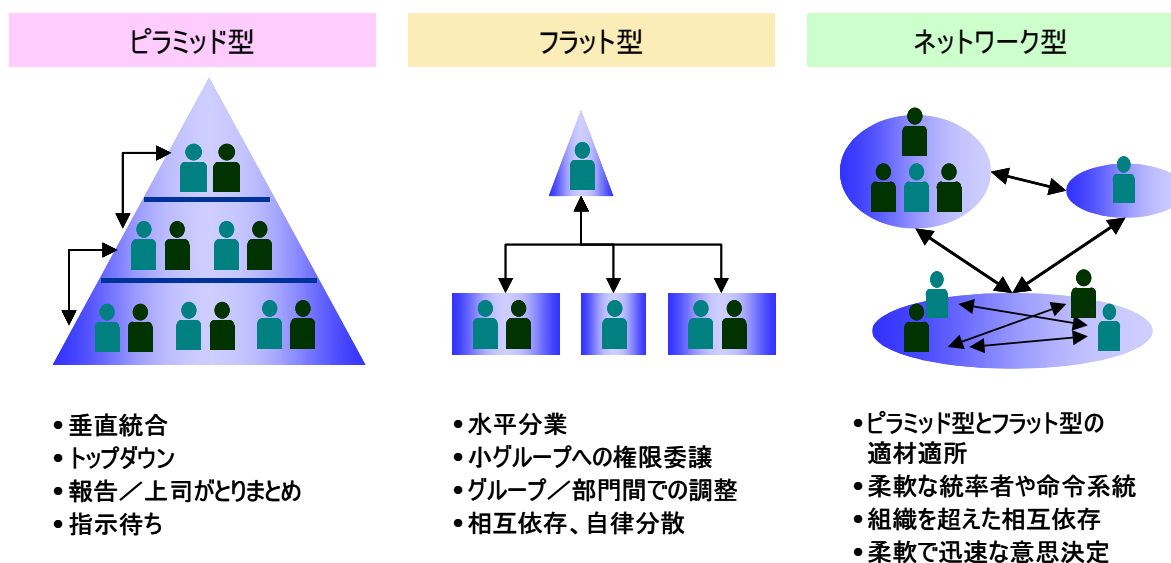 ピラミッド型
フラット型
ネットワーク型
•垂直統合
•トップダウン
•報告／上司がとりまとめ
•指示待ち
•水平分業
•小グループへの権限委譲
•グループ／部門間での調整
•相互依存、自律分散
•ピラミッド型とフラット型の
適材適所
•柔軟な統率者や命令系統
•組織を超えた相互依存
•柔軟で迅速な意思決定